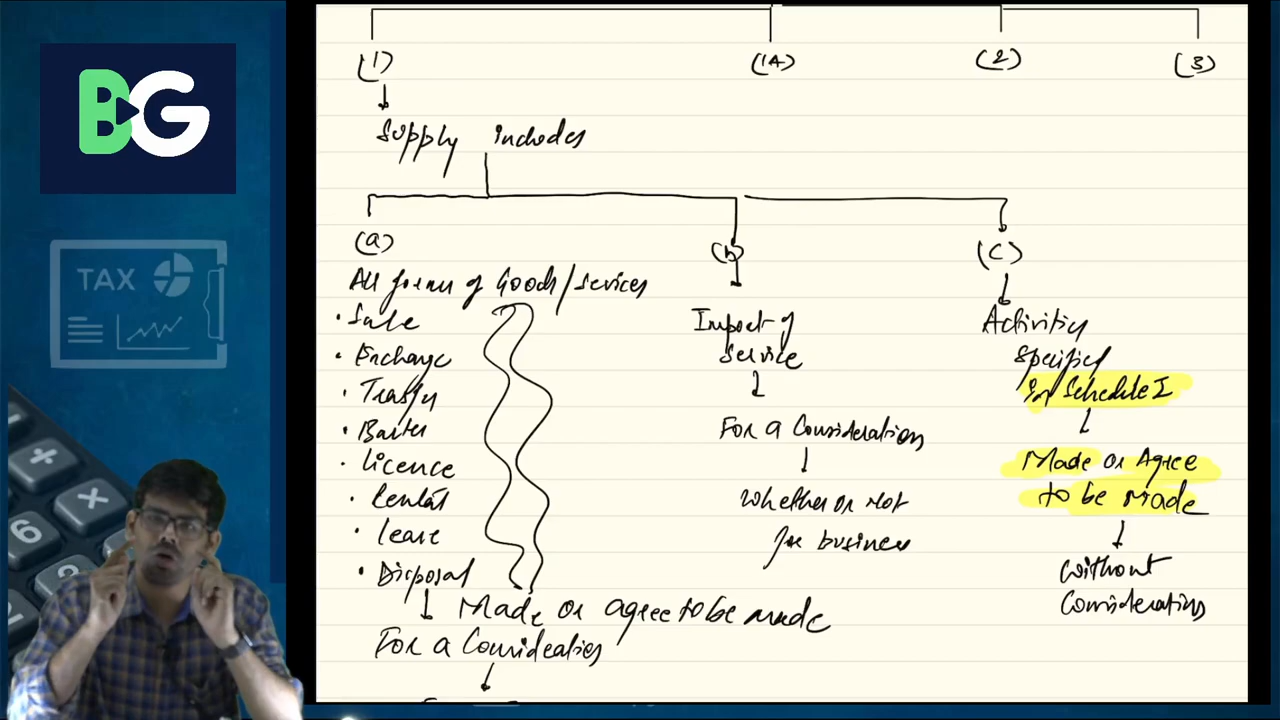 BG
TAX
(1)
(1A)
(2)
(3)
Supply includes
(a)
All forms of Goods/Services
• Sale
• Exchange
• Trasfer
• Barter
• Licence
• Rental
• Lease
• Disposal
Made or agree to be made
For a Consideration
(b)
Import of
Service
For a Consideration
Whether or Not
for business
(C)
Activities
Specified
In Schedule I
Made or Agree
to be Made
Without
Consideration